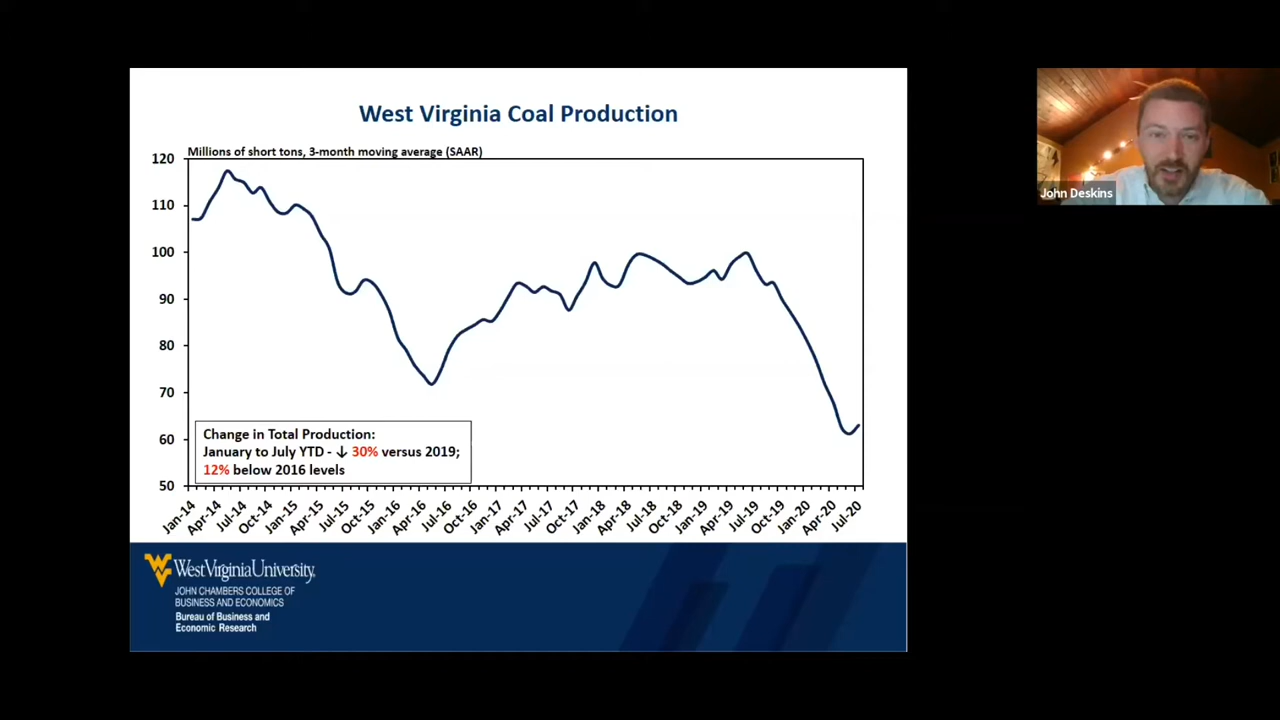 West Virginia Coal Production
Millions of short tons, 3-month moving average (SAAR)
120
110
100
90
80
70
60
50
Change in Total Production:
January to July YTD - ↓ 30% versus 2019;
12% below 2016 levels
Jan-14
Apr-14
Jul-14
Oct-14
Jan-15
Apr-15
Jul-15
Oct-15
Jan-16
Apr-16
Jul-16
Oct-16
Jan-17
Apr-17
Jul-17
Oct-17
Jan-18
Apr-18
Jul-18
Oct-18
Jan-19
Apr-19
Jul-19
Oct-19
Jan-20
Apr-20
Jul-20
WestVirginiaUniversity.
JOHN CHAMBERS COLLEGE OF
BUSINESS AND ECONOMICS
Bureau of Business and
Economic Research
John Deskins